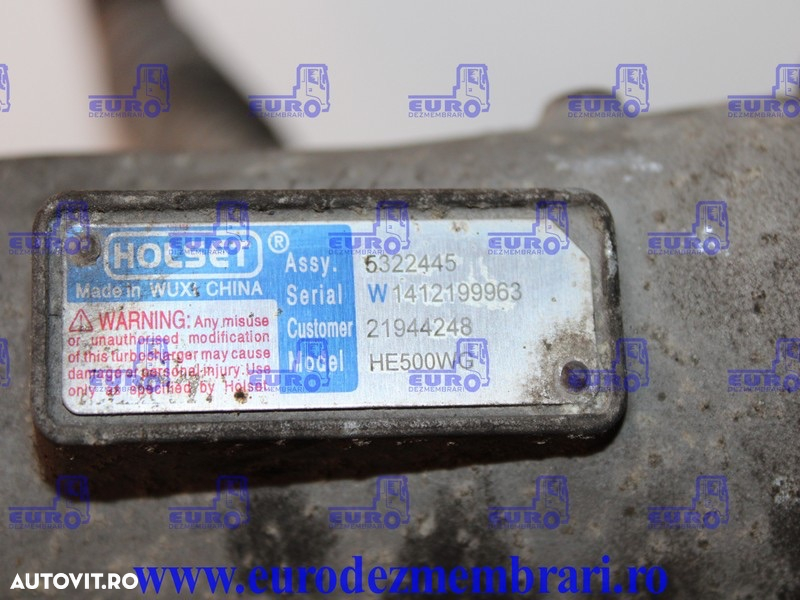 HOLSET ®
Made in WUXI, CHINA
⚠ WARNING: Any misuse
or unauthorised modification
of this turbocharger may cause
damage or personal injury. Use
only as specified by Holset
Assy. 5322445
Serial W1412199963
Customer 21944248
Model HE500WG
EURO
DEZMEMBRARI
AUTOVIT.RO
www.eurodezmembrari.ro